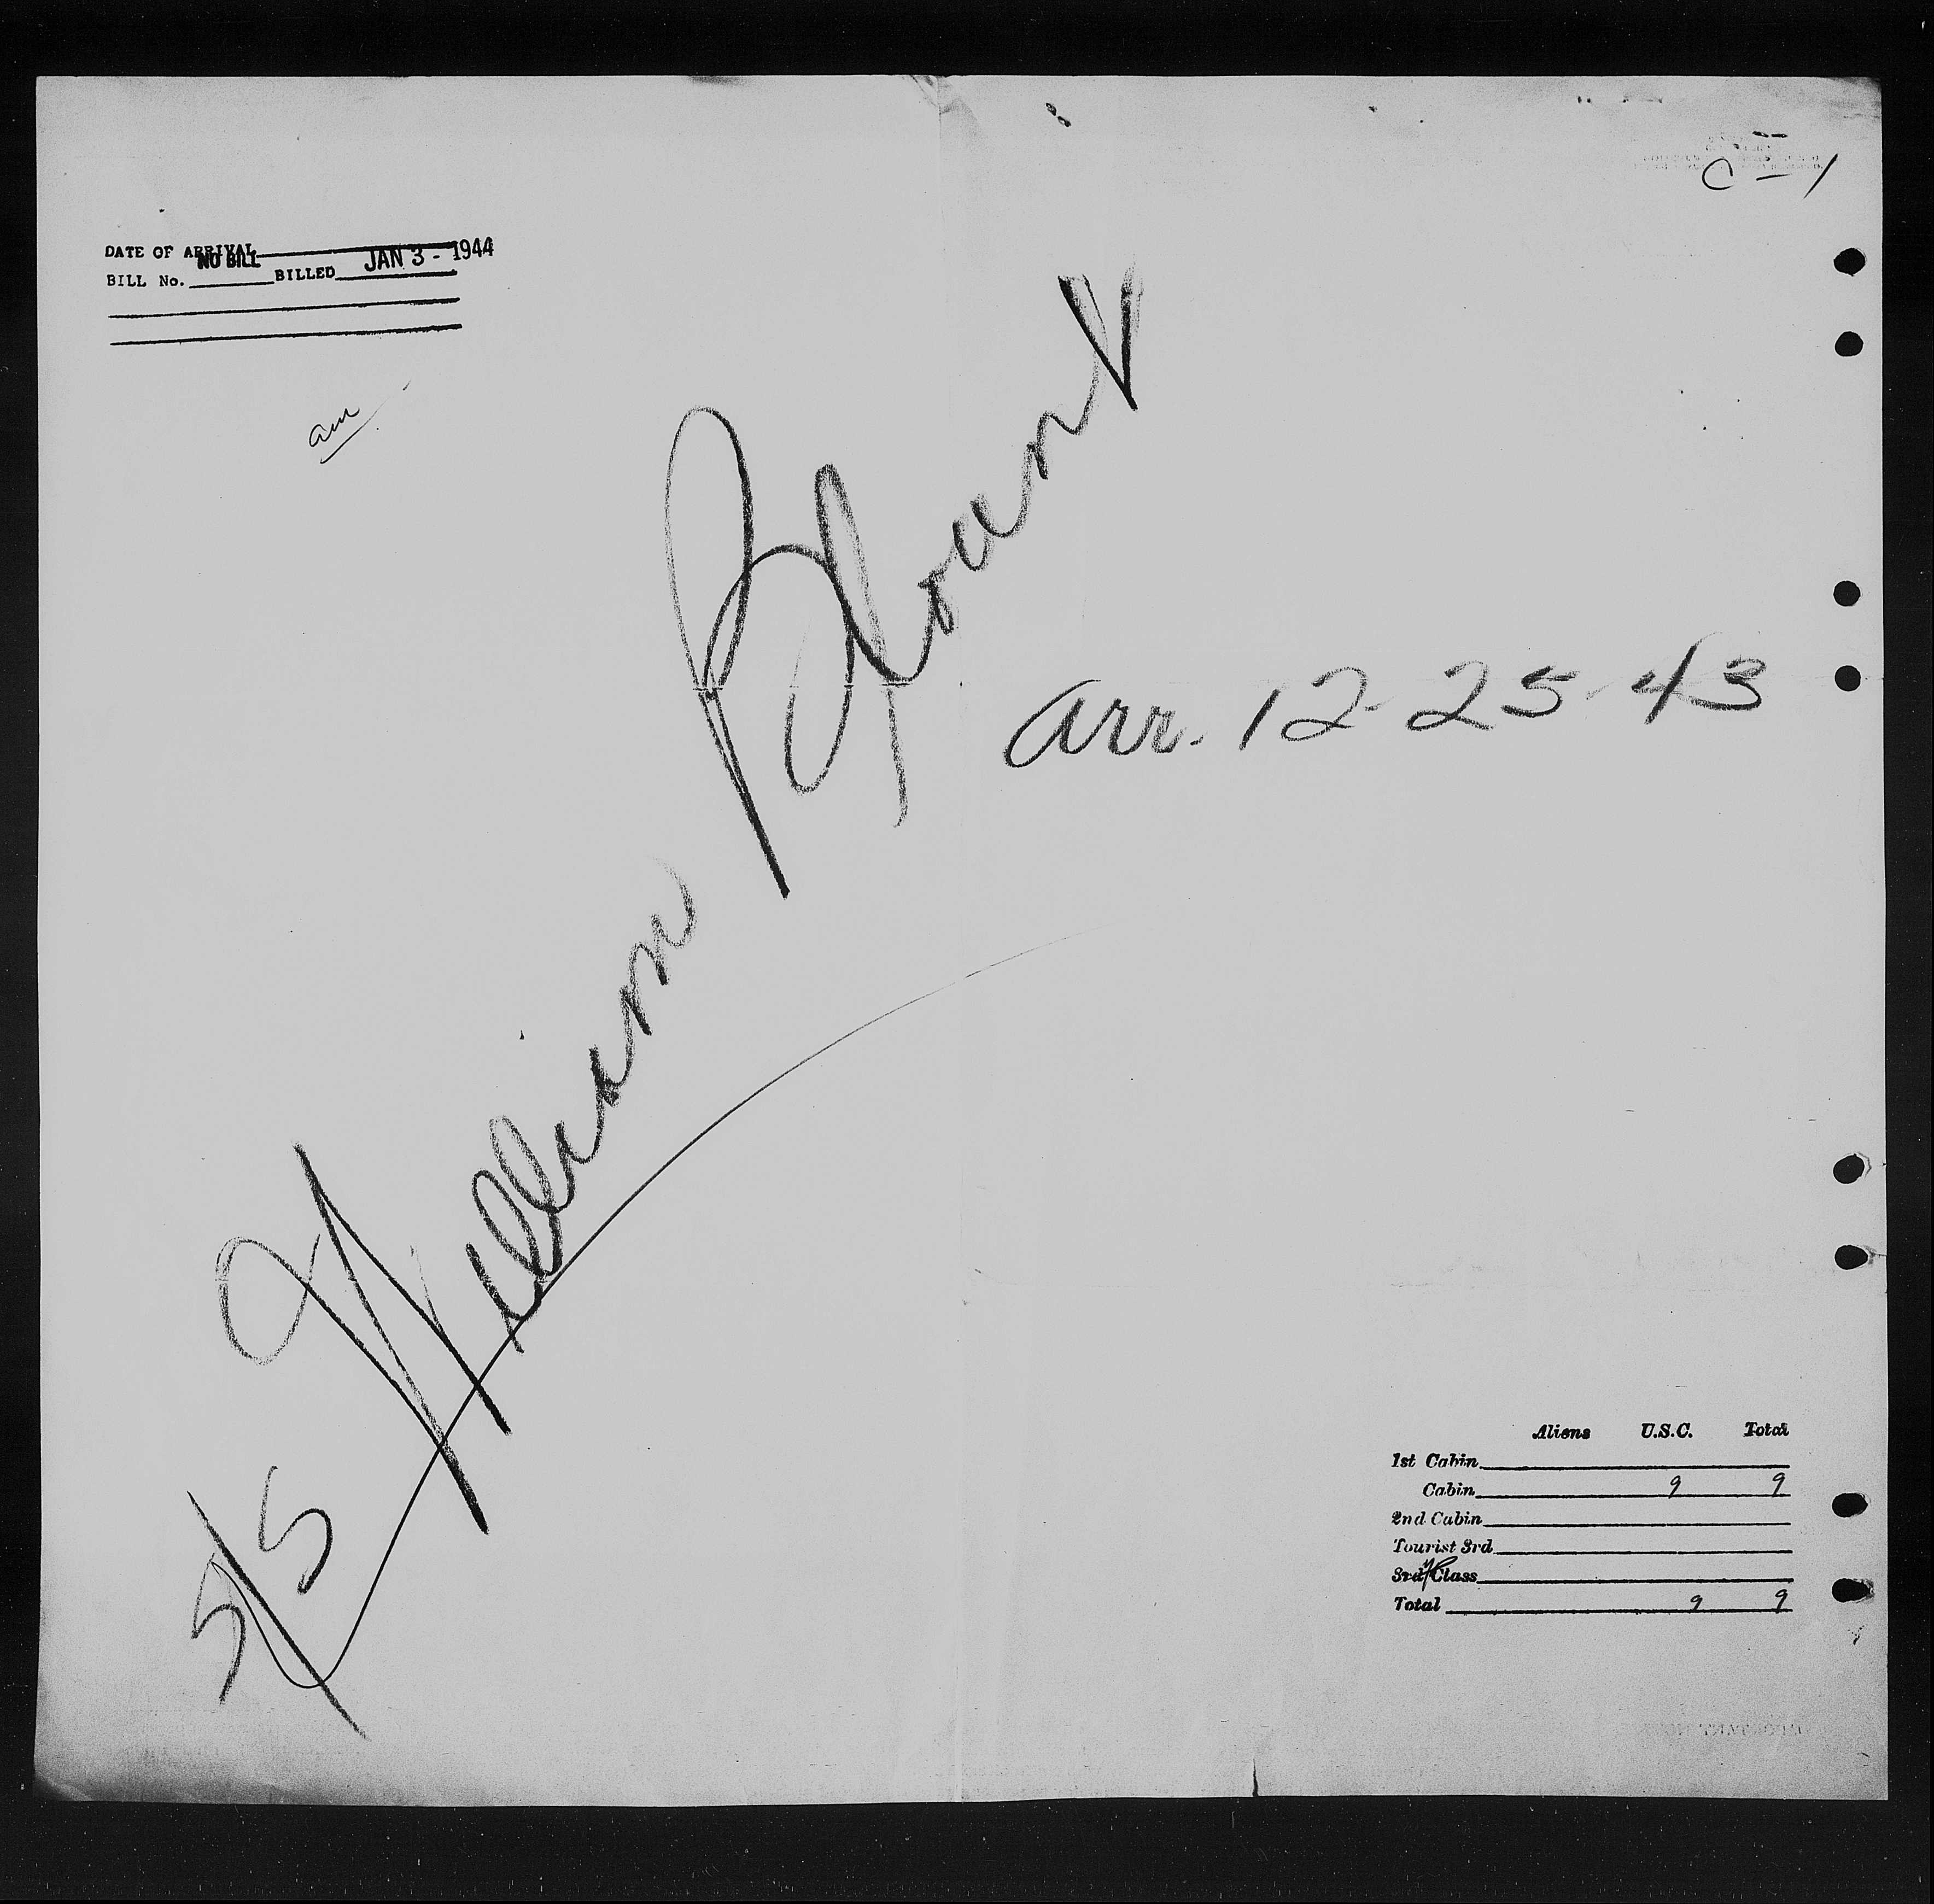 C - 1
DATE OF ARRIVAL
BILL No. NO BILL BILLED JAN 3 - 1944
am
S/S William Blount
arr. 12-25-43
Aliens U.S.C. Total
1st Cabin
Cabin 9 9
2nd Cabin
Tourist 3rd
3rd Class
Total 9 9